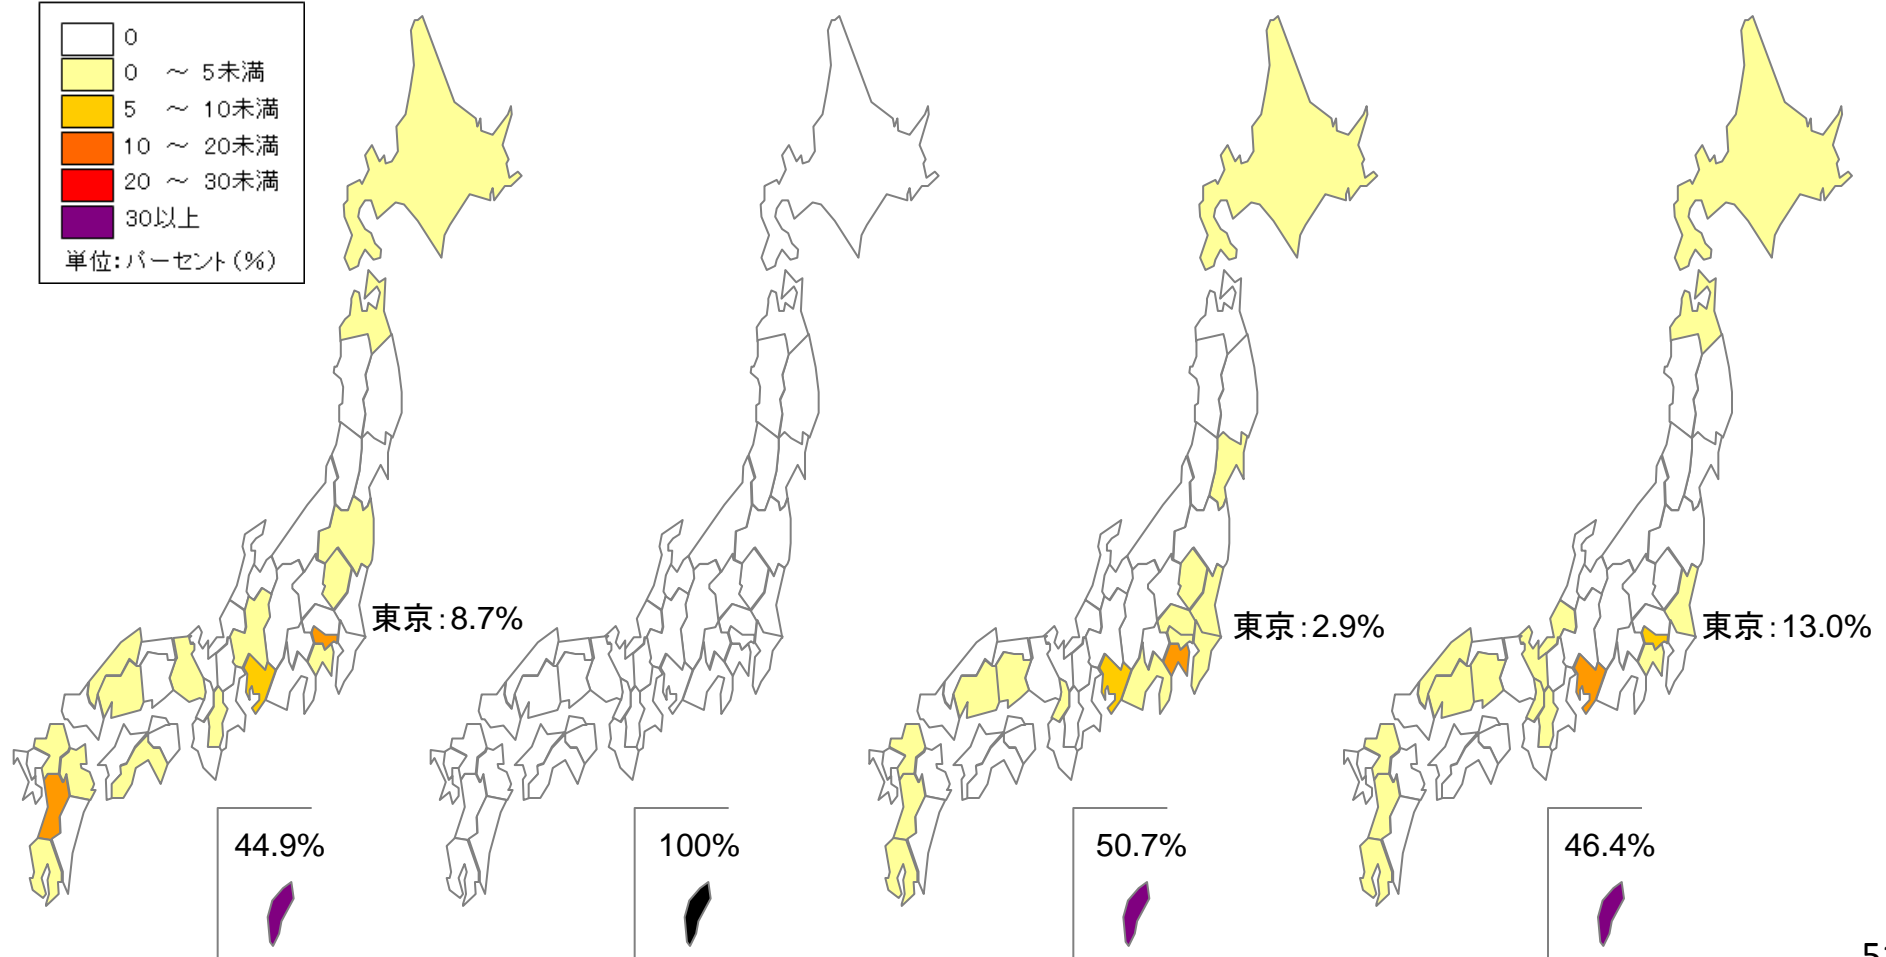 0
0 ～ 5未満
5 ～ 10未満
10 ～ 20未満
20 ～ 30未満
30以上
単位:パーセント(%)
東京:8.7%
東京:2.9%
東京:13.0%
44.9%
100%
50.7%
46.4%